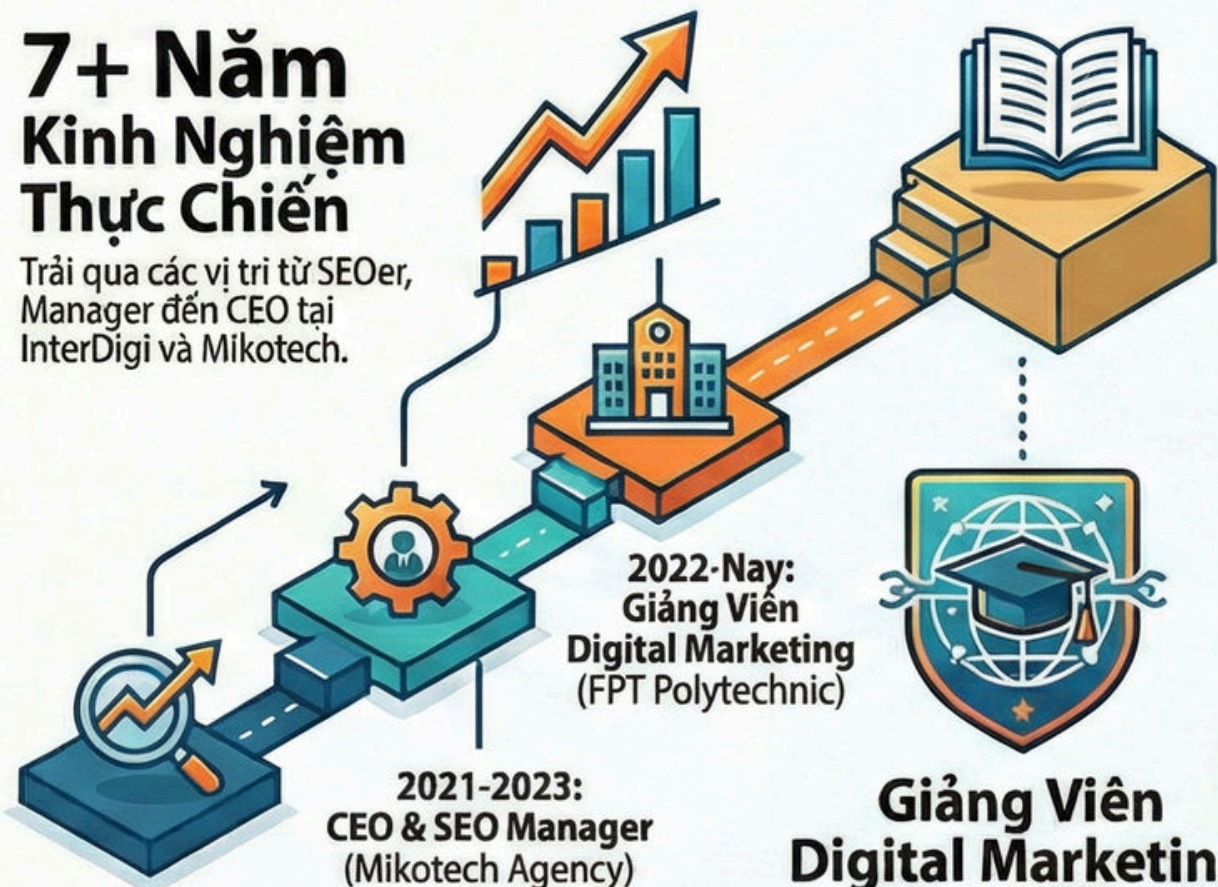 7+ Năm
Kinh Nghiệm
Thực Chiến
Trải qua các vị trí từ SEOer,
Manager đến CEO tại
InterDigi và Mikotech.
2022-Nay:
Giảng Viên
Digital Marketing
(FPT Polytechnic)
2021-2023:
CEO & SEO Manager
(Mikotech Agency)
Giảng Viên
Digital Marketin